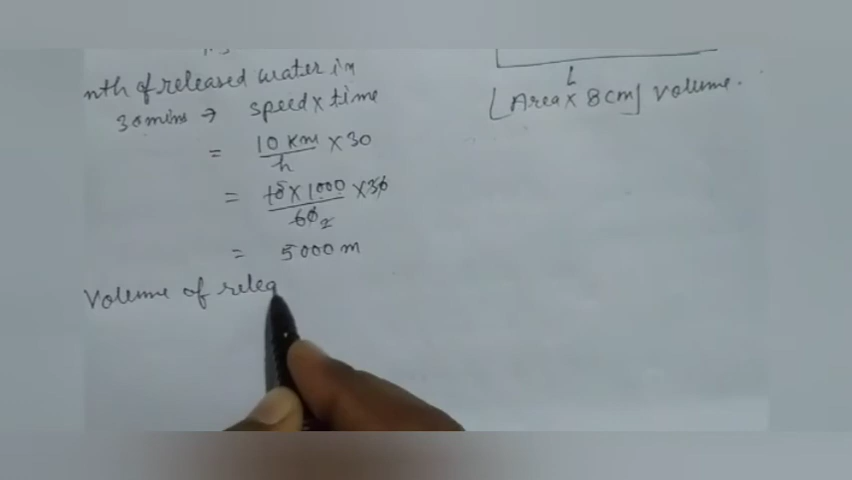 nth of released water in
30 mins → speed x time
= 10 km/h x 30
= 10 x 1000/60 2 x 30
= 5000 m
Volume of relea
L
[Area x 8 cm] Volume.